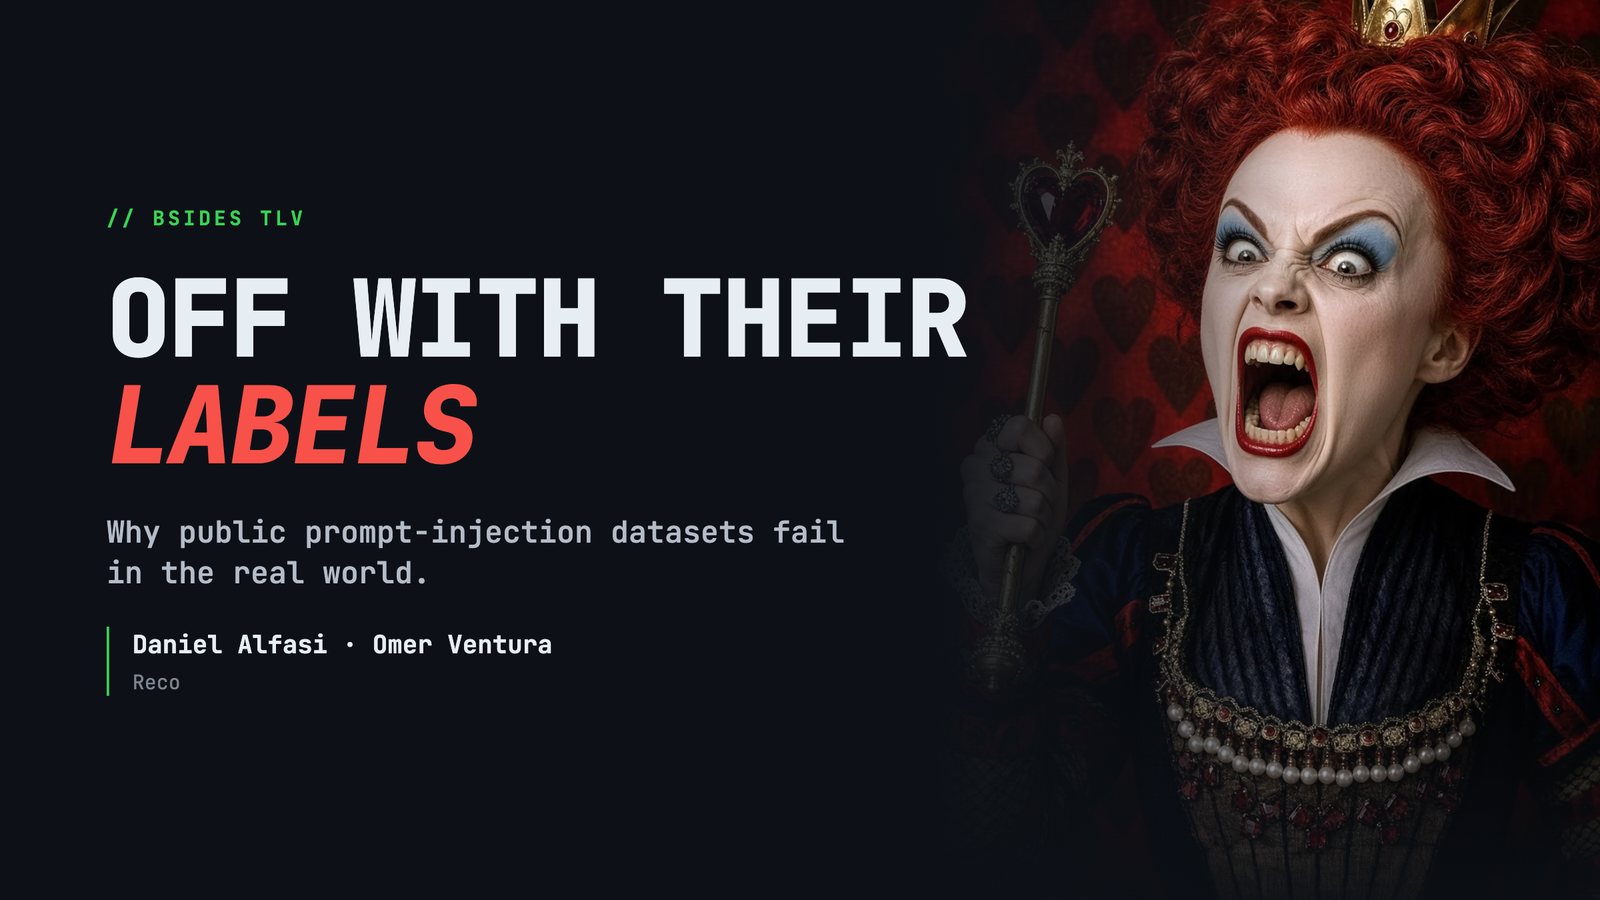 // BSIDES TLV
OFF WITH THEIR
LABELS
Why public prompt-injection datasets fail
in the real world.
Daniel Alfasi · Omer Ventura
Reco